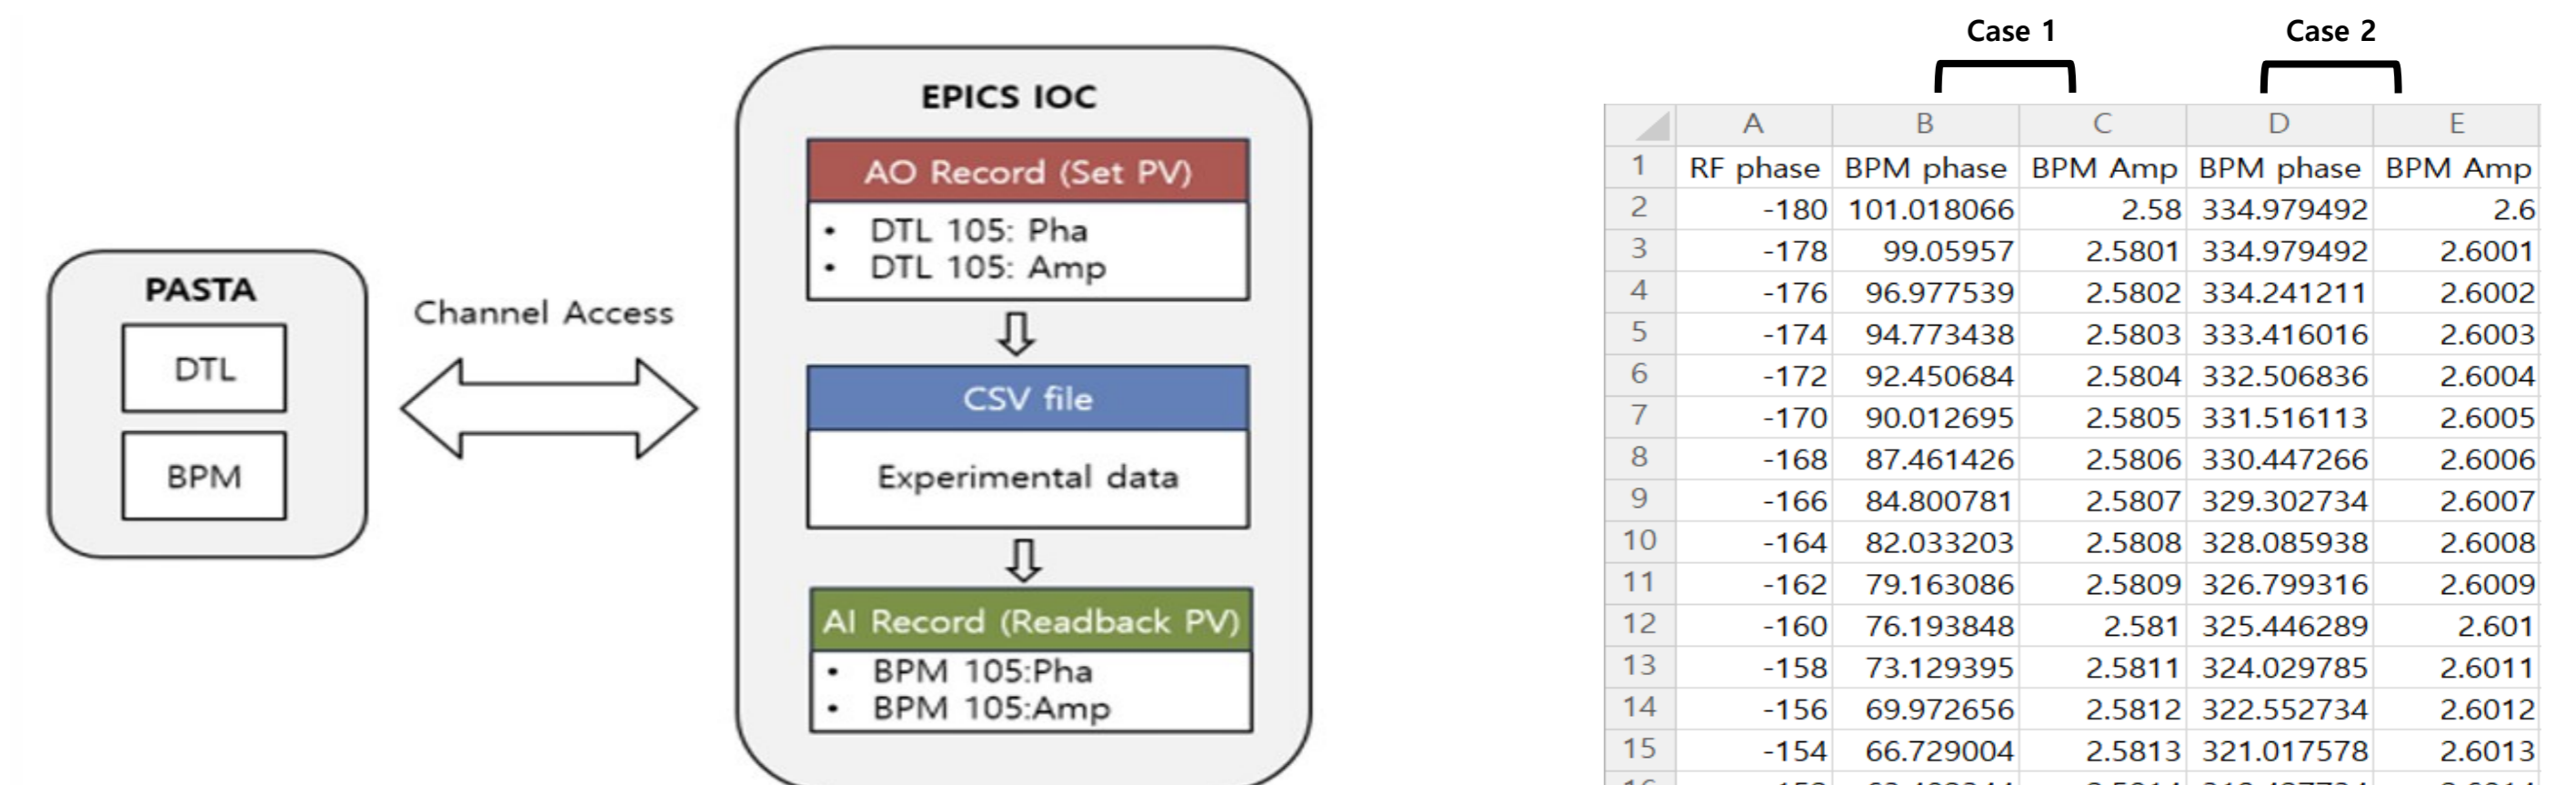 PASTA
DTL
BPM
Channel Access
EPICS IOC
AO Record (Set PV)
• DTL 105: Pha
• DTL 105: Amp
CSV file
Experimental data
AI Record (Readback PV)
• BPM 105:Pha
• BPM 105:Amp
Case 1 Case 2
A B C D E
1 RF phase BPM phase BPM Amp BPM phase BPM Amp
2 -180 101.018066 2.58 334.979492 2.6
3 -178 99.05957 2.5801 334.979492 2.6001
4 -176 96.977539 2.5802 334.241211 2.6002
5 -174 94.773438 2.5803 333.416016 2.6003
6 -172 92.450684 2.5804 332.506836 2.6004
7 -170 90.012695 2.5805 331.516113 2.6005
8 -168 87.461426 2.5806 330.447266 2.6006
9 -166 84.800781 2.5807 329.302734 2.6007
10 -164 82.033203 2.5808 328.085938 2.6008
11 -162 79.163086 2.5809 326.799316 2.6009
12 -160 76.193848 2.581 325.446289 2.601
13 -158 73.129395 2.5811 324.029785 2.6011
14 -156 69.972656 2.5812 322.552734 2.6012
15 -154 66.729004 2.5813 321.017578 2.6013